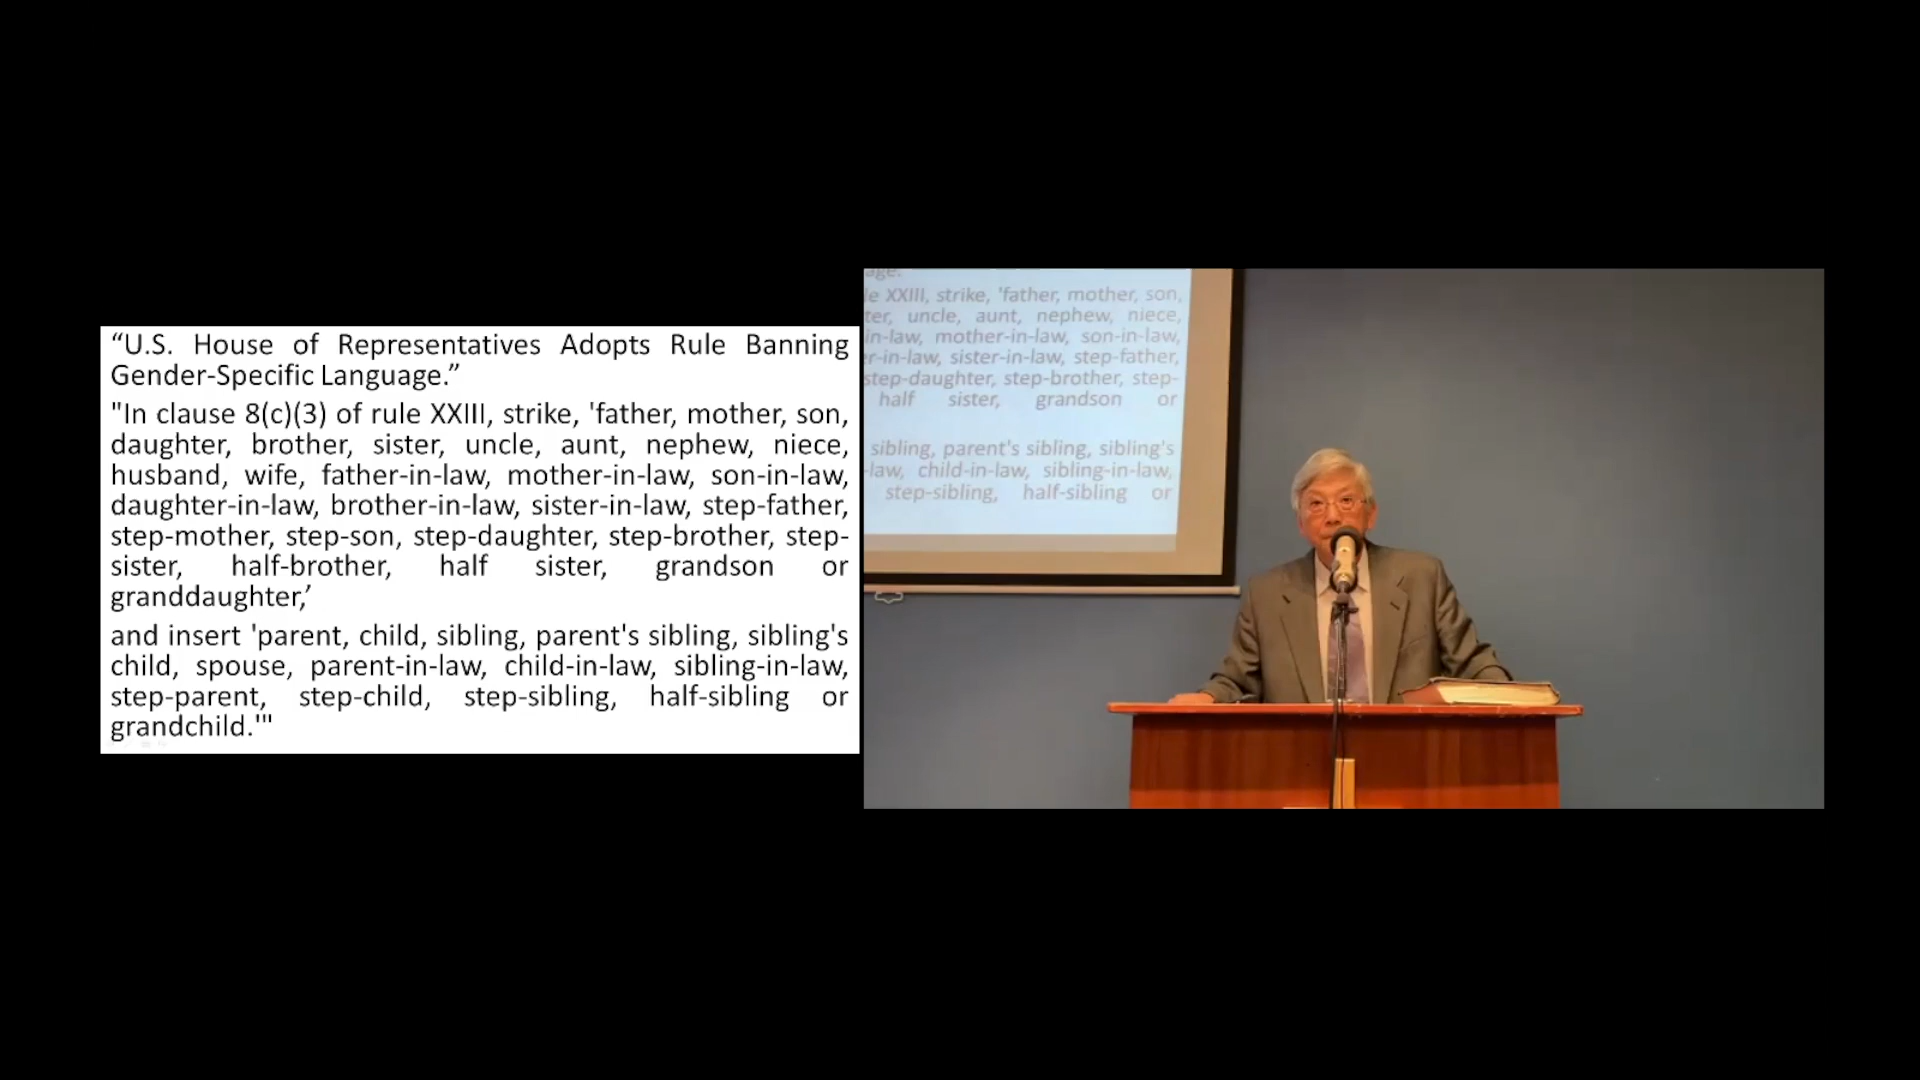 “U.S. House of Representatives Adopts Rule Banning
Gender-Specific Language.”
"In clause 8(c)(3) of rule XXIII, strike, 'father, mother, son,
daughter, brother, sister, uncle, aunt, nephew, niece,
husband, wife, father-in-law, mother-in-law, son-in-law,
daughter-in-law, brother-in-law, sister-in-law, step-father,
step-mother, step-son, step-daughter, step-brother, step-
sister, half-brother, half sister, grandson or
granddaughter,’
and insert 'parent, child, sibling, parent's sibling, sibling's
child, spouse, parent-in-law, child-in-law, sibling-in-law,
step-parent, step-child, step-sibling, half-sibling or
grandchild.'"
age.
le XXIII, strike, 'father, mother, son,
ter, uncle, aunt, nephew, niece,
in-law, mother-in-law, son-in-law,
r-in-law, sister-in-law, step-father,
step-daughter, step-brother, step-
half sister, grandson or
sibling, parent's sibling, sibling's
-law, child-in-law, sibling-in-law,
step-sibling, half-sibling or